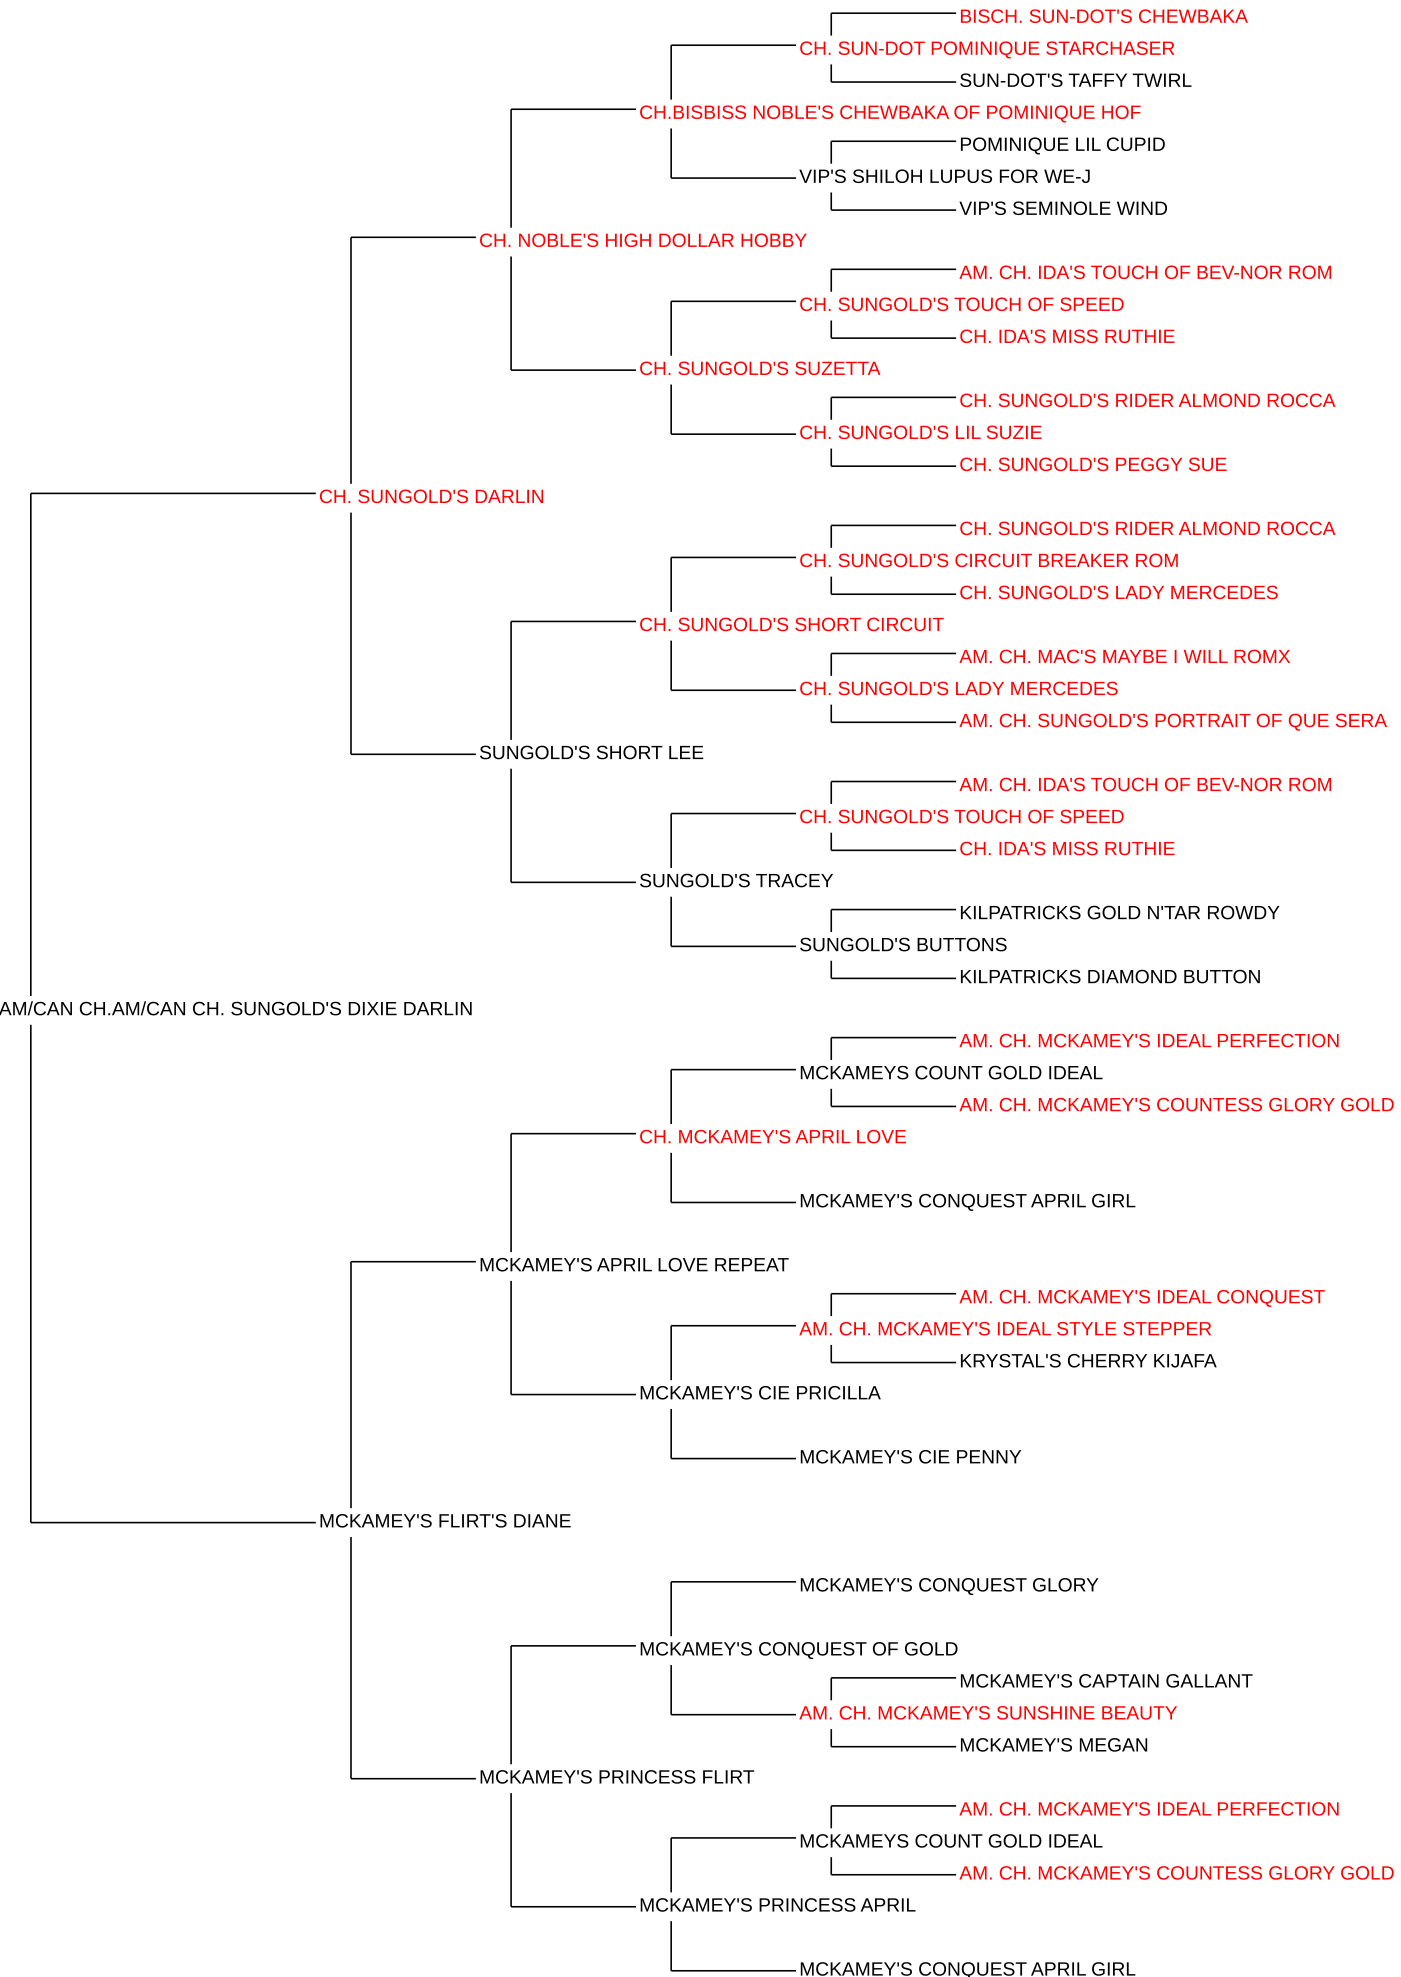 BISCH. SUN-DOT'S CHEWBAKA
CH. SUN-DOT POMINIQUE STARCHASER
SUN-DOT'S TAFFY TWIRL
CH.BISBISS NOBLE'S CHEWBAKA OF POMINIQUE HOF
POMINIQUE LIL CUPID
VIP'S SHILOH LUPUS FOR WE-J
VIP'S SEMINOLE WIND
CH. NOBLE'S HIGH DOLLAR HOBBY
AM. CH. IDA'S TOUCH OF BEV-NOR ROM
CH. SUNGOLD'S TOUCH OF SPEED
CH. IDA'S MISS RUTHIE
CH. SUNGOLD'S SUZETTA
CH. SUNGOLD'S RIDER ALMOND ROCCA
CH. SUNGOLD'S LIL SUZIE
CH. SUNGOLD'S PEGGY SUE
CH. SUNGOLD'S DARLIN
CH. SUNGOLD'S RIDER ALMOND ROCCA
CH. SUNGOLD'S CIRCUIT BREAKER ROM
CH. SUNGOLD'S LADY MERCEDES
CH. SUNGOLD'S SHORT CIRCUIT
AM. CH. MAC'S MAYBE I WILL ROMX
CH. SUNGOLD'S LADY MERCEDES
AM. CH. SUNGOLD'S PORTRAIT OF QUE SERA
SUNGOLD'S SHORT LEE
AM. CH. IDA'S TOUCH OF BEV-NOR ROM
CH. SUNGOLD'S TOUCH OF SPEED
CH. IDA'S MISS RUTHIE
SUNGOLD'S TRACEY
KILPATRICKS GOLD N'TAR ROWDY
SUNGOLD'S BUTTONS
KILPATRICKS DIAMOND BUTTON
AM/CAN CH.AM/CAN CH. SUNGOLD'S DIXIE DARLIN
AM. CH. MCKAMEY'S IDEAL PERFECTION
MCKAMEYS COUNT GOLD IDEAL
AM. CH. MCKAMEY'S COUNTESS GLORY GOLD
CH. MCKAMEY'S APRIL LOVE
MCKAMEY'S CONQUEST APRIL GIRL
MCKAMEY'S APRIL LOVE REPEAT
AM. CH. MCKAMEY'S IDEAL CONQUEST
AM. CH. MCKAMEY'S IDEAL STYLE STEPPER
KRYSTAL'S CHERRY KIJAFA
MCKAMEY'S CIE PRICILLA
MCKAMEY'S CIE PENNY
MCKAMEY'S FLIRT'S DIANE
MCKAMEY'S CONQUEST GLORY
MCKAMEY'S CONQUEST OF GOLD
MCKAMEY'S CAPTAIN GALLANT
AM. CH. MCKAMEY'S SUNSHINE BEAUTY
MCKAMEY'S MEGAN
MCKAMEY'S PRINCESS FLIRT
AM. CH. MCKAMEY'S IDEAL PERFECTION
MCKAMEYS COUNT GOLD IDEAL
AM. CH. MCKAMEY'S COUNTESS GLORY GOLD
MCKAMEY'S PRINCESS APRIL
MCKAMEY'S CONQUEST APRIL GIRL